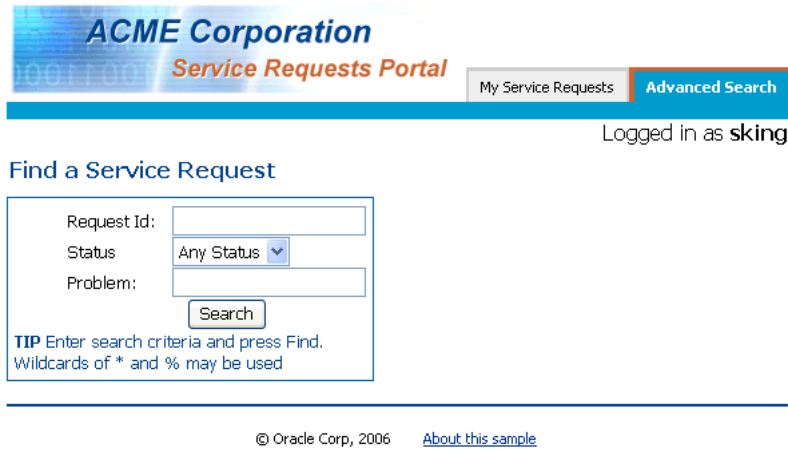 ACME Corporation
Service Requests Portal
My Service Requests
Advanced Search
Logged in as sking
Find a Service Request
Request Id:
Status Any Status
Problem:
Search
TIP Enter search criteria and press Find.
Wildcards of * and % may be used
© Oracle Corp, 2006 About this sample